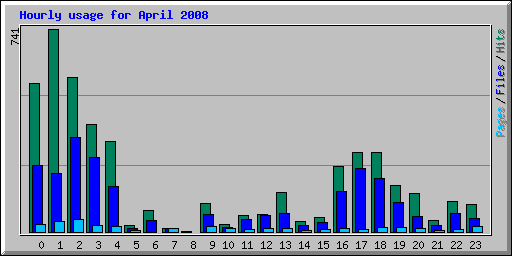 Hourly usage for April 2008
741
Pages / Files / Hits
0 1 2 3 4 5 6 7 8 9 10 11 12 13 14 15 16 17 18 19 20 21 22 23